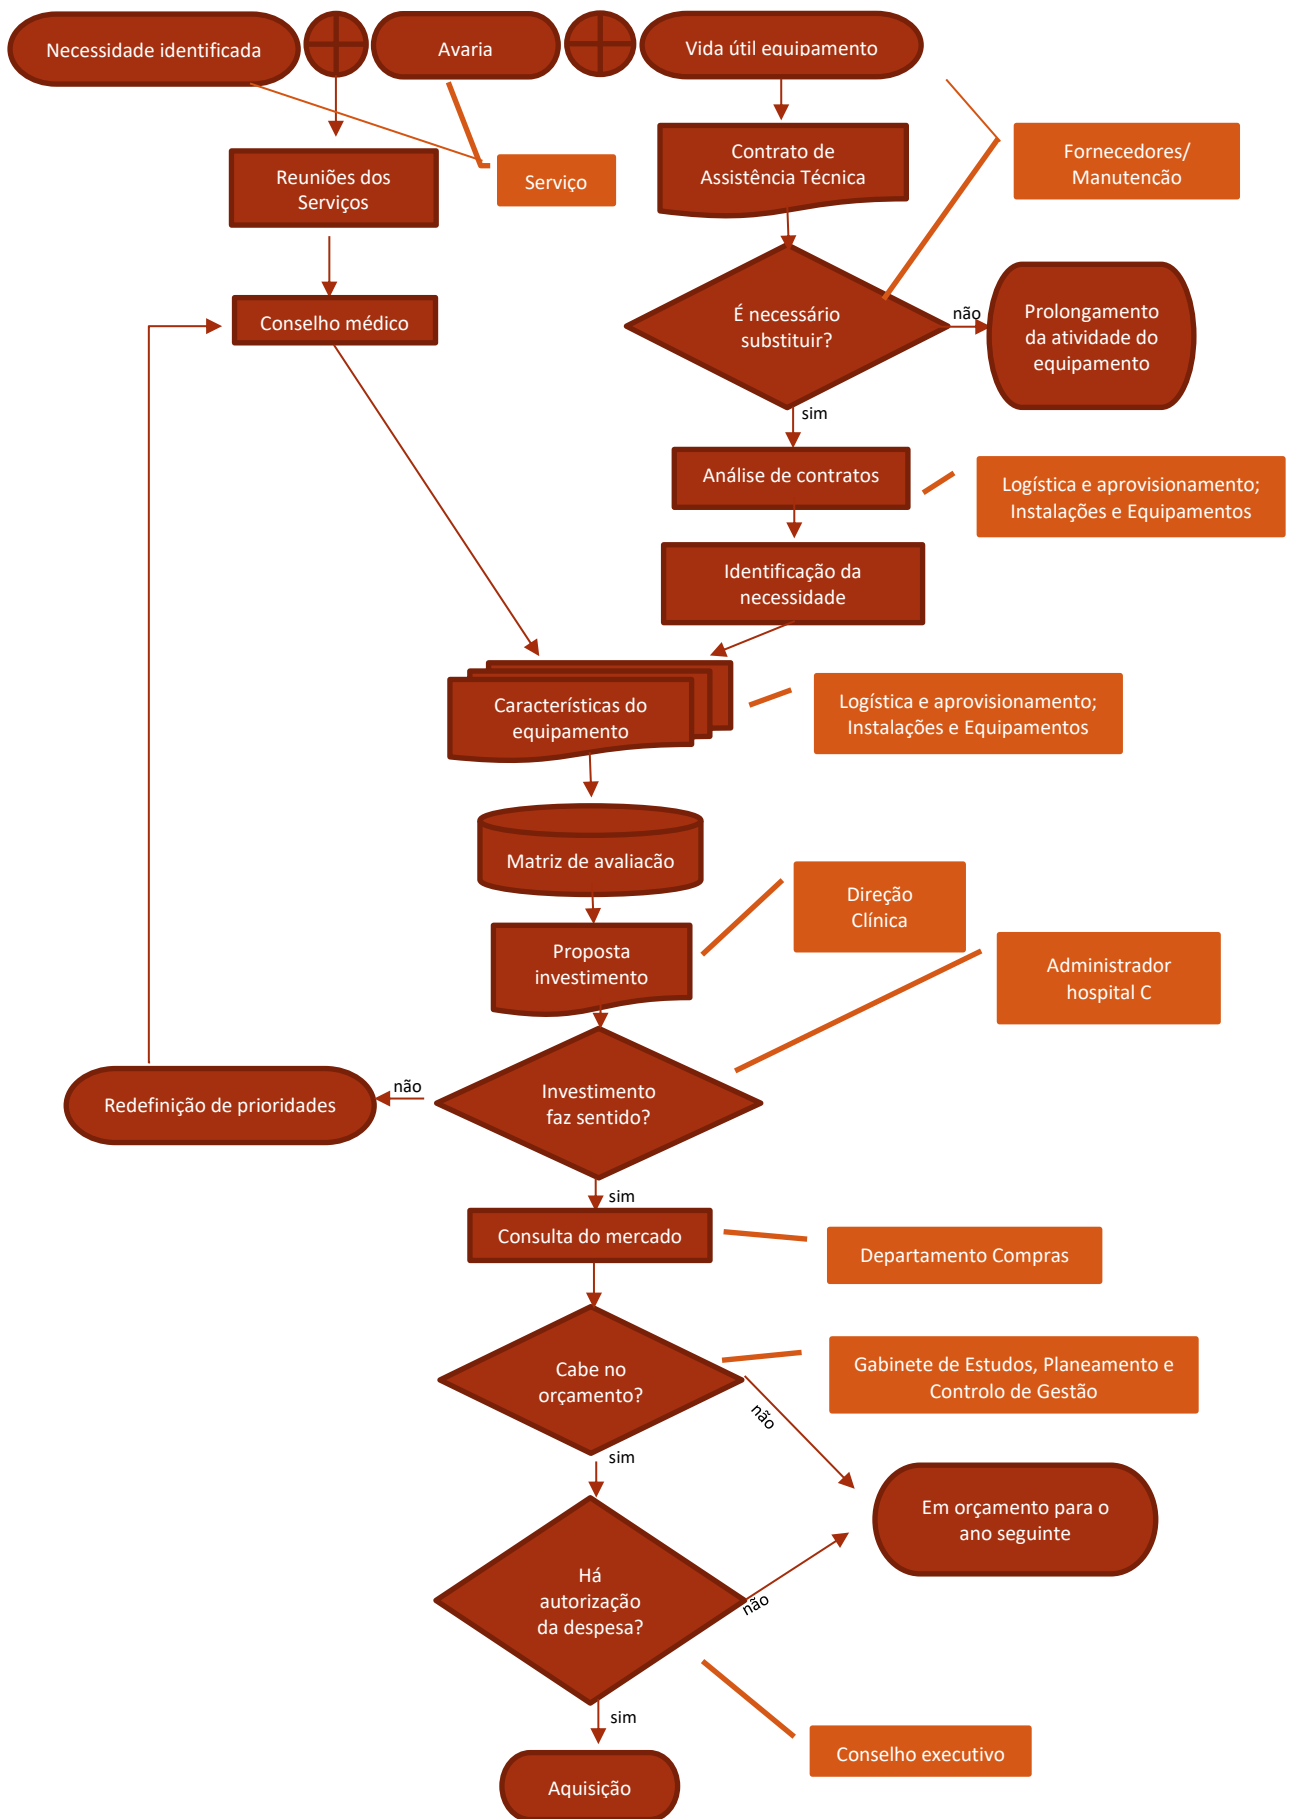 Necessidade identificada
Avaria
Vida útil equipamento
Contrato de
Assistência Técnica
Fornecedores/
Manutenção
Reuniões dos
Serviços
Serviço
Conselho médico
É necessário
substituir?
não
Prolongamento
da atividade do
equipamento
sim
Análise de contratos
Logística e aprovisionamento;
Instalações e Equipamentos
Identificação da
necessidade
Características do
equipamento
Logística e aprovisionamento;
Instalações e Equipamentos
Matriz de avaliação
Direção
Clínica
Proposta
investimento
Administrador
hospital C
Investimento
faz sentido?
não
Redefinição de prioridades
sim
Consulta do mercado
Departamento Compras
Cabe no
orçamento?
Gabinete de Estudos, Planeamento e
Controlo de Gestão
não
sim
Em orçamento para o
ano seguinte
Há
autorização
da despesa?
não
sim
Conselho executivo
Aquisição